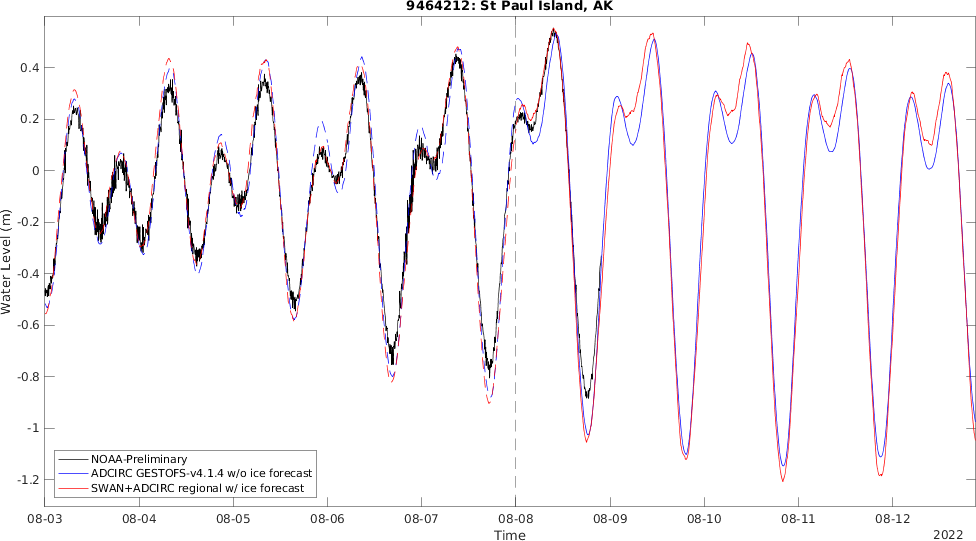 9464212: St Paul Island, AK
0.4
0.2
0
-0.2
-0.4
-0.6
-0.8
-1
-1.2
Water Level (m)
NOAA-Preliminary
ADCIRC GESTOFS-v4.1.4 w/o ice forecast
SWAN+ADCIRC regional w/ ice forecast
08-03 08-04 08-05 08-06 08-07 08-08 08-09 08-10 08-11 08-12
Time
2022